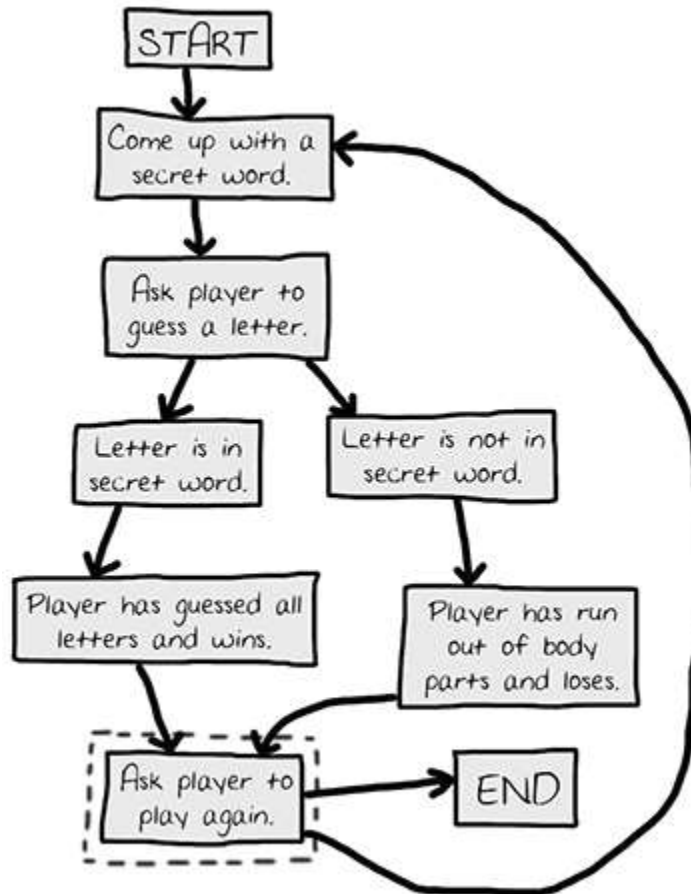 START
Come up with a
secret word.
Ask player to
guess a letter.
Letter is in
secret word.
Letter is not in
secret word.
Player has guessed all
letters and wins.
Player has run
out of body
parts and loses.
Ask player to
play again.
END